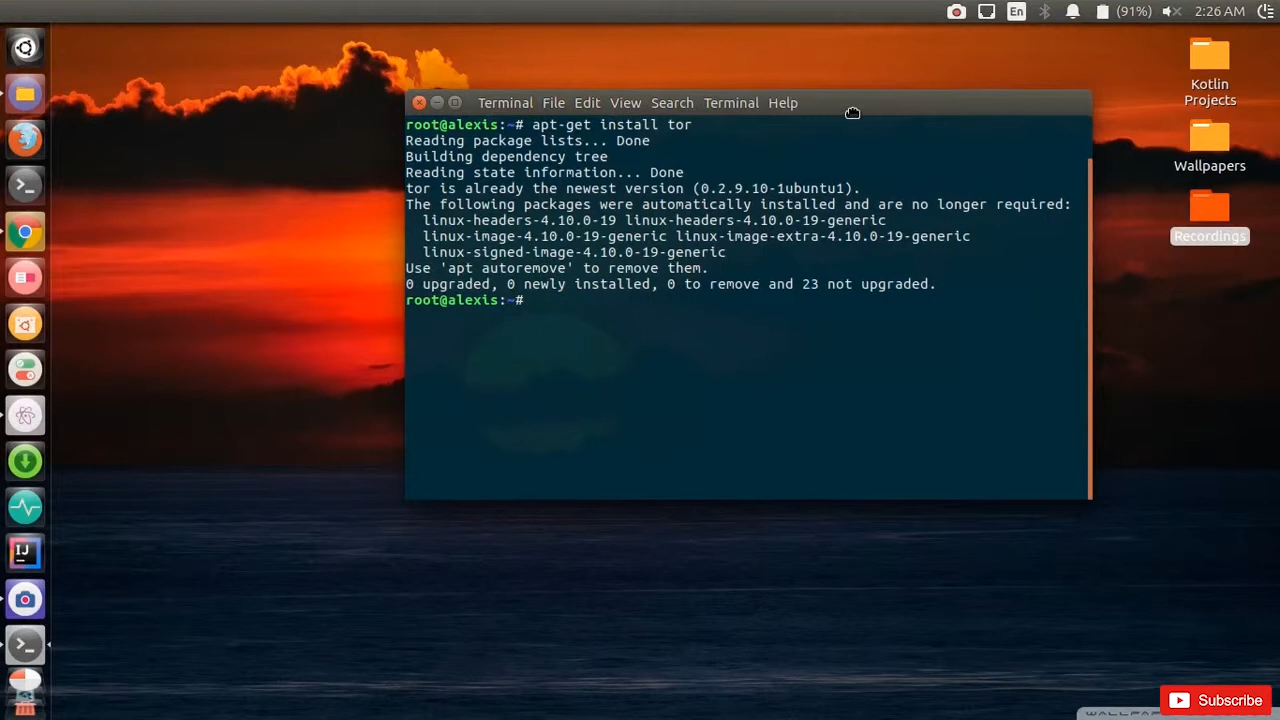 En (91%) 2:26 AM
Kotlin
Projects
Wallpapers
Recordings
Terminal File Edit View Search Terminal Help
root@alexis:~# apt-get install tor
Reading package lists... Done
Building dependency tree
Reading state information... Done
tor is already the newest version (0.2.9.10-1ubuntu1).
The following packages were automatically installed and are no longer required:
linux-headers-4.10.0-19 linux-headers-4.10.0-19-generic
linux-image-4.10.0-19-generic linux-image-extra-4.10.0-19-generic
linux-signed-image-4.10.0-19-generic
Use 'apt autoremove' to remove them.
0 upgraded, 0 newly installed, 0 to remove and 23 not upgraded.
root@alexis:~#
IJ
Subscribe